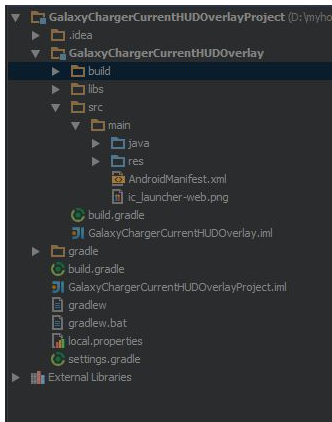 GalaxyChargerCurrentHUDOverlayProject (D:\myho
.idea
GalaxyChargerCurrentHUDOverlay
build
libs
src
main
java
res
AndroidManifest.xml
ic_launcher-web.png
build.gradle
GalaxyChargerCurrentHUDOverlay.iml
gradle
build.gradle
GalaxyChargerCurrentHUDOverlayProject.iml
gradlew
gradlew.bat
local.properties
settings.gradle
External Libraries